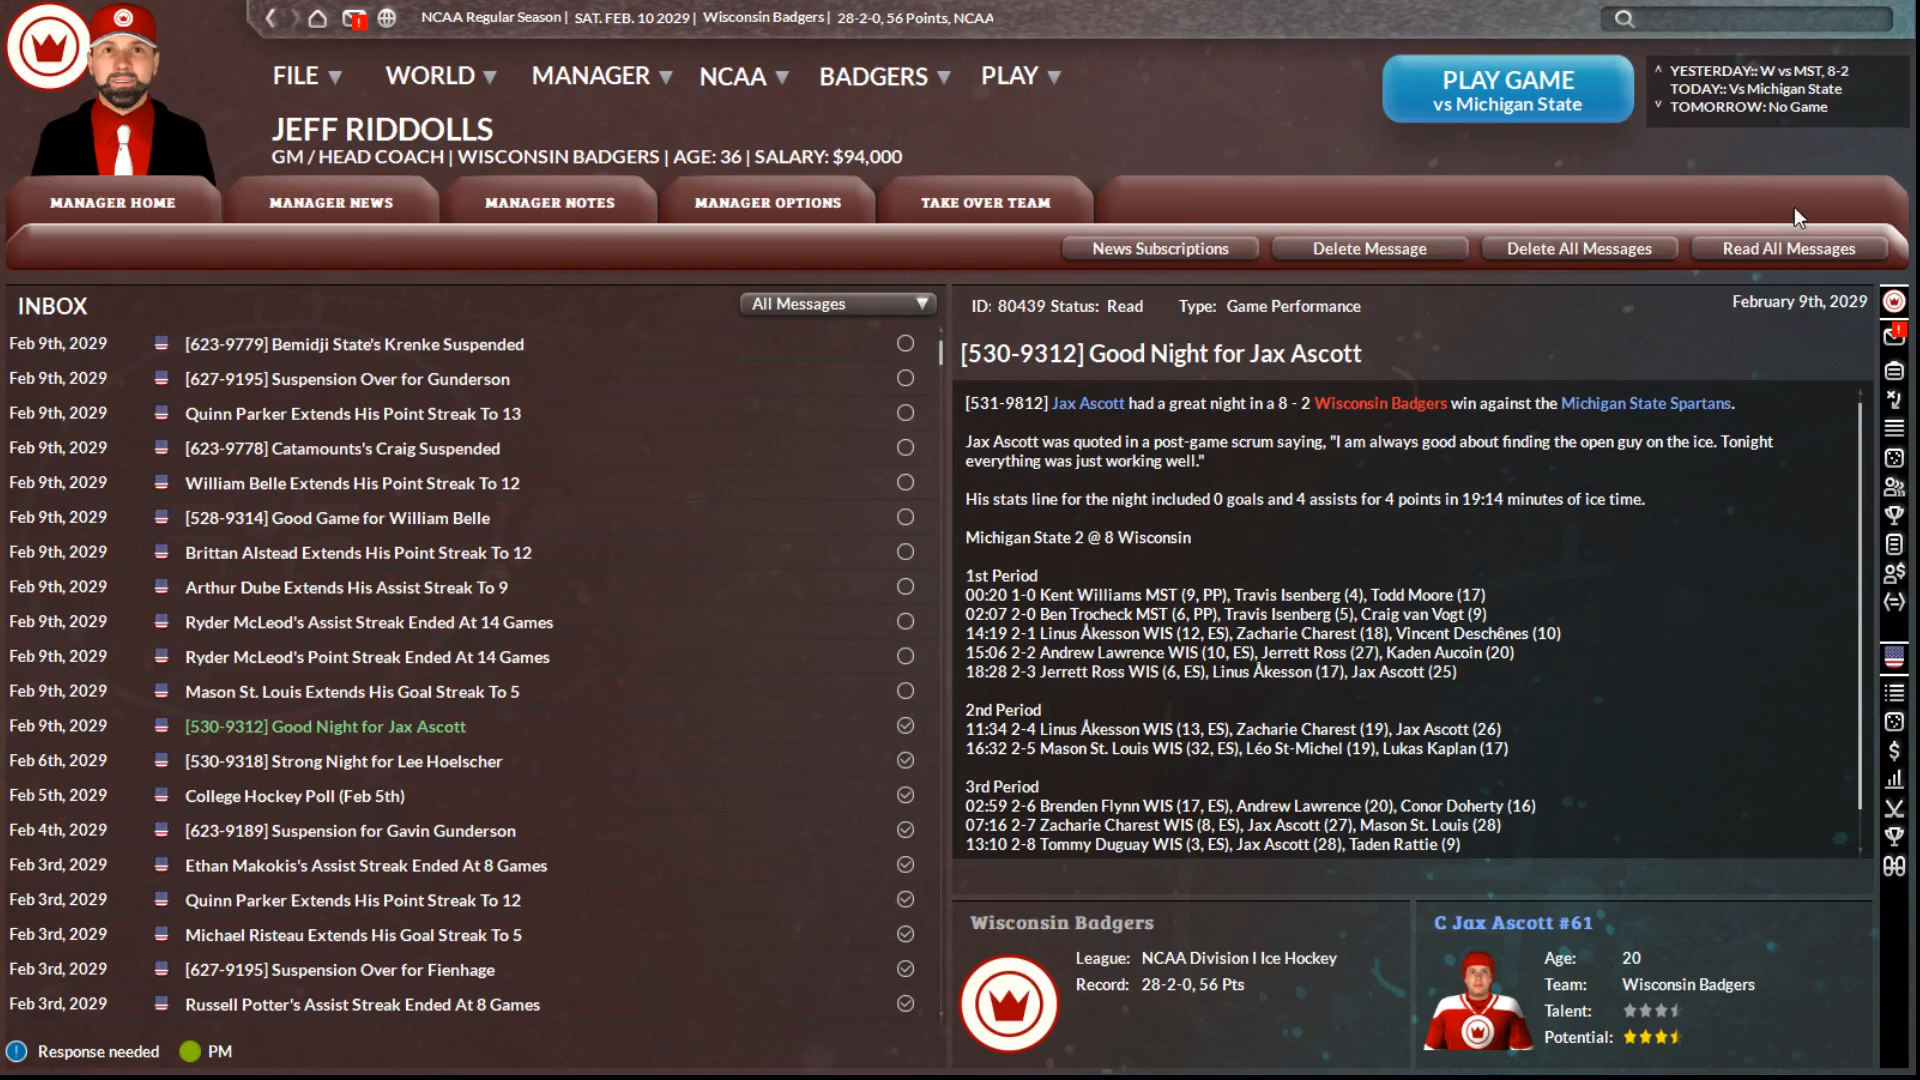 NCAA Regular Season | SAT. FEB. 10 2029 | Wisconsin Badgers | 28-2-0, 56 Points, NCAA
FILE WORLD MANAGER NCAA BADGERS PLAY
PLAY GAME
vs Michigan State
YESTERDAY:: W vs MST, 8-2
TODAY:: Vs Michigan State
TOMORROW: No Game
JEFF RIDDOLLS
GM / HEAD COACH | WISCONSIN BADGERS | AGE: 36 | SALARY: $94,000
MANAGER HOME MANAGER NEWS MANAGER NOTES MANAGER OPTIONS TAKE OVER TEAM
News Subscriptions Delete Message Delete All Messages Read All Messages
INBOX All Messages
Feb 9th, 2029 [623-9779] Bemidji State's Krenke Suspended
Feb 9th, 2029 [627-9195] Suspension Over for Gunderson
Feb 9th, 2029 Quinn Parker Extends His Point Streak To 13
Feb 9th, 2029 [623-9778] Catamounts's Craig Suspended
Feb 9th, 2029 William Belle Extends His Point Streak To 12
Feb 9th, 2029 [528-9314] Good Game for William Belle
Feb 9th, 2029 Brittan Alstead Extends His Point Streak To 12
Feb 9th, 2029 Arthur Dube Extends His Assist Streak To 9
Feb 9th, 2029 Ryder McLeod's Assist Streak Ended At 14 Games
Feb 9th, 2029 Ryder McLeod's Point Streak Ended At 14 Games
Feb 9th, 2029 Mason St. Louis Extends His Goal Streak To 5
Feb 9th, 2029 [530-9312] Good Night for Jax Ascott
Feb 6th, 2029 [530-9318] Strong Night for Lee Hoelscher
Feb 5th, 2029 College Hockey Poll (Feb 5th)
Feb 4th, 2029 [623-9189] Suspension for Gavin Gunderson
Feb 3rd, 2029 Ethan Makokis's Assist Streak Ended At 8 Games
Feb 3rd, 2029 Quinn Parker Extends His Point Streak To 12
Feb 3rd, 2029 Michael Risteau Extends His Goal Streak To 5
Feb 3rd, 2029 [627-9195] Suspension Over for Fienhage
Feb 3rd, 2029 Russell Potter's Assist Streak Ended At 8 Games
Response needed PM
ID: 80439 Status: Read Type: Game Performance February 9th, 2029
[530-9312] Good Night for Jax Ascott
[531-9812] Jax Ascott had a great night in a 8 - 2 Wisconsin Badgers win against the Michigan State Spartans.
Jax Ascott was quoted in a post-game scrum saying, "I am always good about finding the open guy on the ice. Tonight
everything was just working well."
His stats line for the night included 0 goals and 4 assists for 4 points in 19:14 minutes of ice time.
Michigan State 2 @ 8 Wisconsin
1st Period
00:20 1-0 Kent Williams MST (9, PP), Travis Isenberg (4), Todd Moore (17)
02:07 2-0 Ben Trocheck MST (6, PP), Travis Isenberg (5), Craig van Vogt (9)
14:19 2-1 Linus Åkesson WIS (12, ES), Zacharie Charest (18), Vincent Deschênes (10)
15:06 2-2 Andrew Lawrence WIS (10, ES), Jerrett Ross (27), Kaden Aucoin (20)
18:28 2-3 Jerrett Ross WIS (6, ES), Linus Åkesson (17), Jax Ascott (25)
2nd Period
11:34 2-4 Linus Åkesson WIS (13, ES), Zacharie Charest (19), Jax Ascott (26)
16:32 2-5 Mason St. Louis WIS (32, ES), Léo St-Michel (19), Lukas Kaplan (17)
3rd Period
02:59 2-6 Brenden Flynn WIS (17, ES), Andrew Lawrence (20), Conor Doherty (16)
07:16 2-7 Zacharie Charest WIS (8, ES), Jax Ascott (27), Mason St. Louis (28)
13:10 2-8 Tommy Duguay WIS (3, ES), Jax Ascott (28), Taden Rattie (9)
Wisconsin Badgers
League: NCAA Division I Ice Hockey
Record: 28-2-0, 56 Pts
C Jax Ascott #61
Age: 20
Team: Wisconsin Badgers
Talent:
Potential: